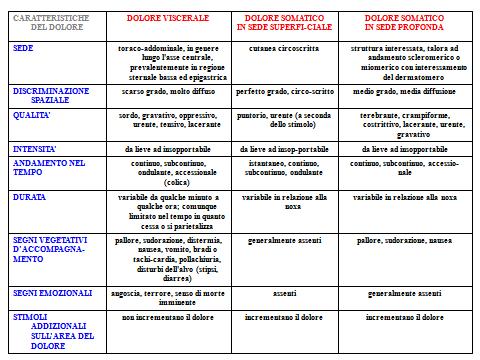 CARATTERISTICHE
DEL DOLORE
DOLORE VISCERALE
DOLORE SOMATICO
IN SEDE SUPERFI-CIALE
DOLORE SOMATICO
IN SEDE PROFONDA
SEDE
toraco-addominale, in genere
lungo l'asse centrale,
prevalentemente in regione
sternale bassa ed epigastrica
cutanea circoscritta
struttura interessata, talora ad
andamento scleromerico o
miomerico con interessamento
del dermatomero
DISCRIMINAZIONE
SPAZIALE
scarso grado, molto diffuso
perfetto grado, circo-scritto
medio grado, media diffusione
QUALITA'
sordo, gravativo, oppressivo,
urente, tensivo, lacerante
puntorio, urente (a seconda
dello stimolo)
terebrante, crampiforme,
costrittivo, lacerante, urente,
gravativo
INTENSITA'
da lieve ad insopportabile
da lieve ad insop-portabile
da lieve ad insopportabile
ANDAMENTO NEL
TEMPO
continuo, subcontinuo,
ondulante, accessionale
(colica)
istantaneo, continuo,
subcontinuo, ondulante
continuo, subcontinuo, accessio-
nale
DURATA
variabile da qualche minuto a
qualche ora; comunque
limitato nel tempo in quanto
cessa o si parietalizza
variabile in relazione alla
noxa
variabile in relazione alla noxa
SEGNI VEGETATIVI
D'ACCOMPAGNA-
MENTO
pallore, sudorazione, distermia,
nausea, vomito, bradi o
tachi-cardia, pollachiuria,
disturbi dell'alvo (stipsi,
diarrea)
generalmente assenti
pallore, sudorazione, nausea
SEGNI EMOZIONALI
angoscia, terrore, senso di morte
imminente
assenti
generalmente assenti
STIMOLI
ADDIZIONALI
SULL'AREA DEL
DOLORE
non incrementano il dolore
incrementano il dolore
incrementano il dolore